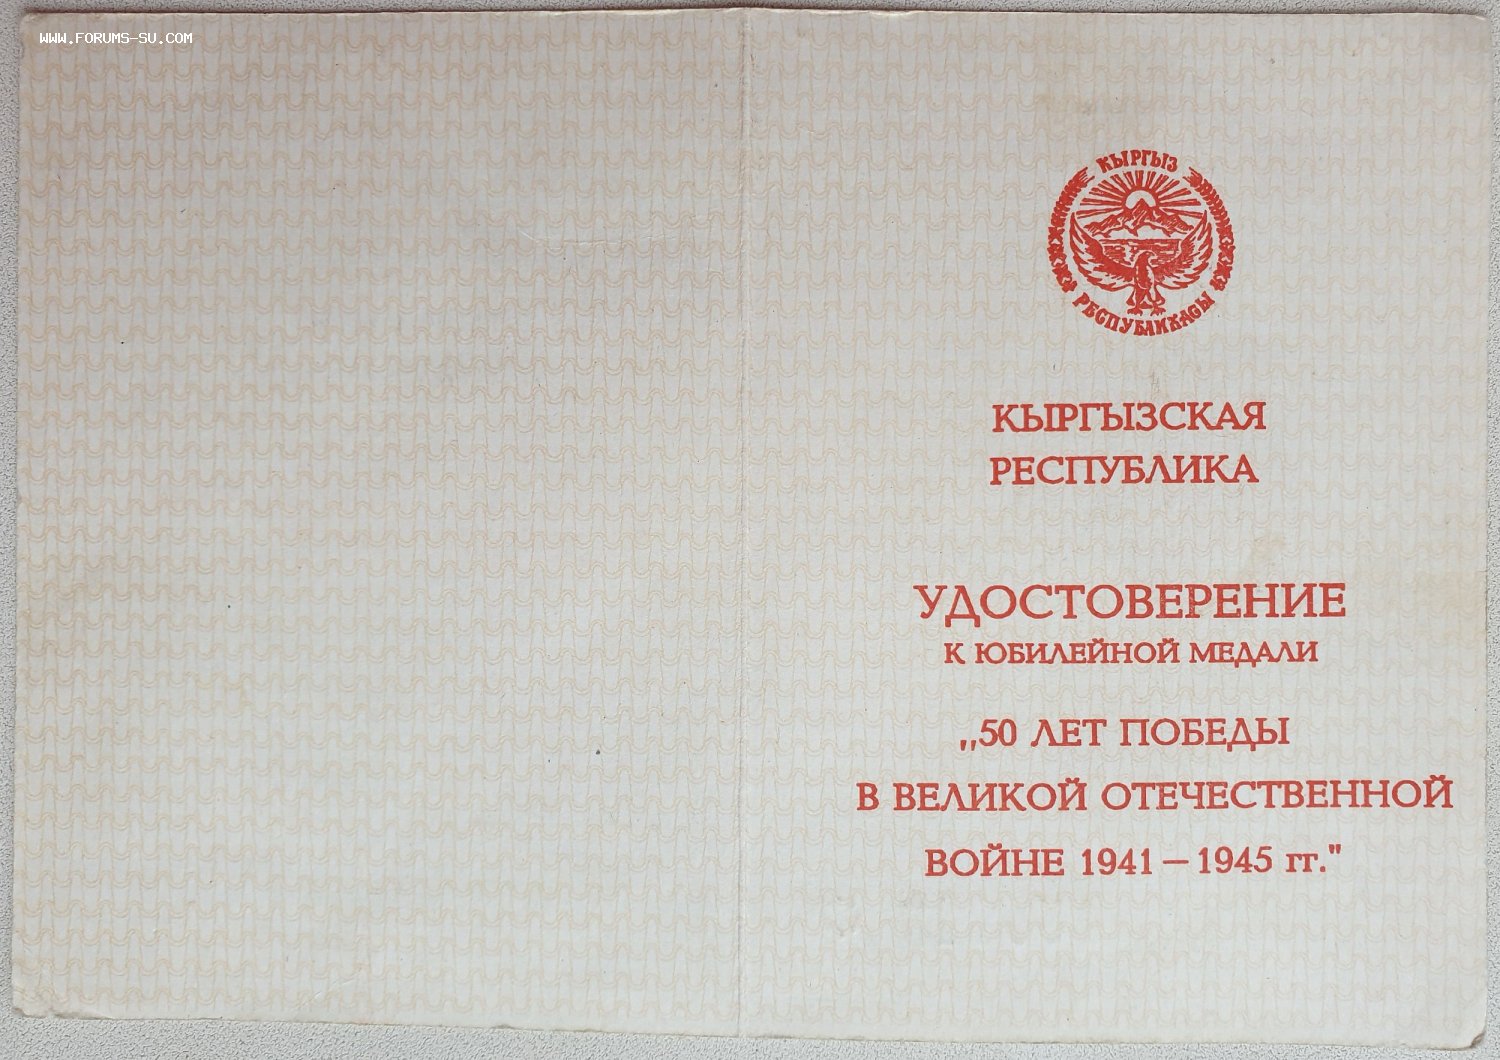 WWW.FORUMS-SU.COM
КЫРГЫЗ
РЕСПУБЛИКАСЫ
КЫРГЫЗСКАЯ
РЕСПУБЛИКА
УДОСТОВЕРЕНИЕ
К ЮБИЛЕЙНОЙ МЕДАЛИ
,,50 ЛЕТ ПОБЕДЫ
В ВЕЛИКОЙ ОТЕЧЕСТВЕННОЙ
ВОЙНЕ 1941 — 1945 гг."